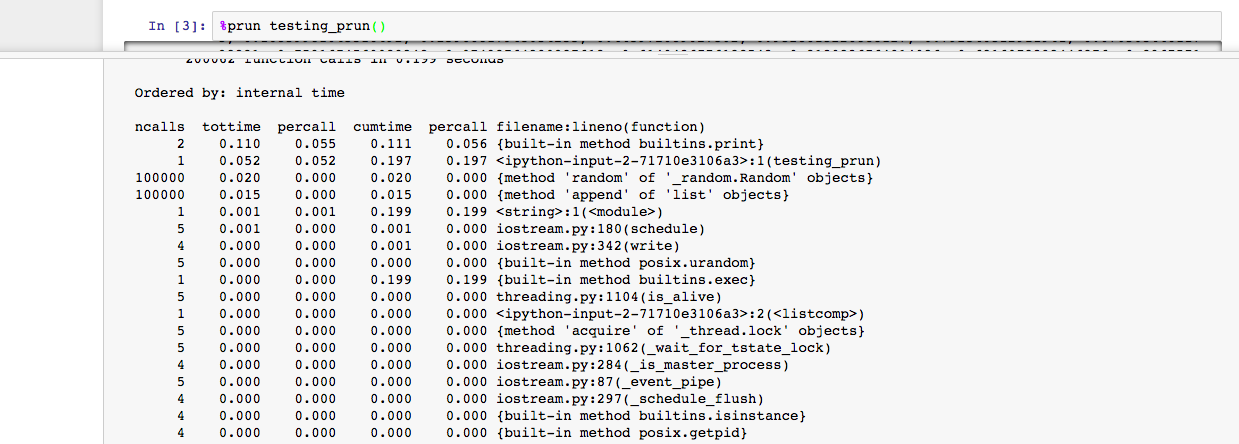 In [3]: %prun testing_prun()
200062 function calls in 0.199 seconds
Ordered by: internal time
ncalls  tottime  percall  cumtime  percall filename:lineno(function)
2    0.110    0.055    0.111    0.056 {built-in method builtins.print}
1    0.052    0.052    0.197    0.197 <ipython-input-2-71710e3106a3>:1(testing_prun)
100000    0.020    0.000    0.020    0.000 {method 'random' of '_random.Random' objects}
100000    0.015    0.000    0.015    0.000 {method 'append' of 'list' objects}
1    0.001    0.001    0.199    0.199 <string>:1(<module>)
5    0.001    0.000    0.001    0.000 iostream.py:180(schedule)
4    0.000    0.000    0.001    0.000 iostream.py:342(write)
5    0.000    0.000    0.000    0.000 {built-in method posix.urandom}
1    0.000    0.000    0.199    0.199 {built-in method builtins.exec}
5    0.000    0.000    0.000    0.000 threading.py:1104(is_alive)
1    0.000    0.000    0.000    0.000 <ipython-input-2-71710e3106a3>:2(<listcomp>)
5    0.000    0.000    0.000    0.000 {method 'acquire' of '_thread.lock' objects}
5    0.000    0.000    0.000    0.000 threading.py:1062(_wait_for_tstate_lock)
4    0.000    0.000    0.000    0.000 iostream.py:284(_is_master_process)
5    0.000    0.000    0.000    0.000 iostream.py:87(_event_pipe)
4    0.000    0.000    0.000    0.000 iostream.py:297(_schedule_flush)
4    0.000    0.000    0.000    0.000 {built-in method builtins.isinstance}
4    0.000    0.000    0.000    0.000 {built-in method posix.getpid}